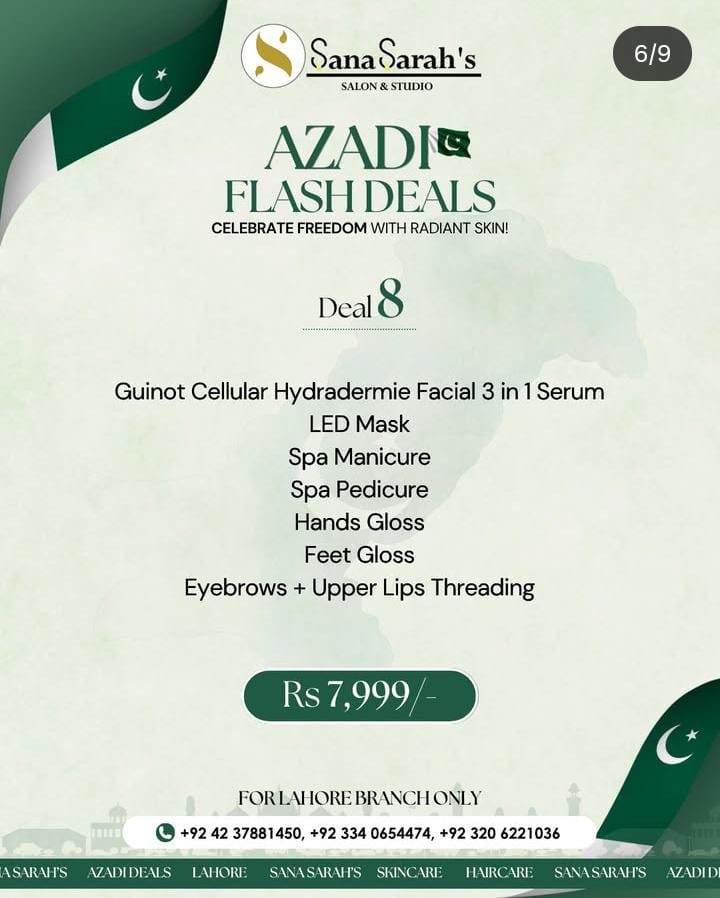 6/9
Sana Sarah's
SALON & STUDIO
AZADI
FLASH DEALS
CELEBRATE FREEDOM WITH RADIANT SKIN!
Deal 8
Guinot Cellular Hydradermie Facial 3 in 1 Serum
LED Mask
Spa Manicure
Spa Pedicure
Hands Gloss
Feet Gloss
Eyebrows + Upper Lips Threading
Rs 7,999/-
FOR LAHORE BRANCH ONLY
+92 42 37881450, +92 334 0654474, +92 320 6221036
A SARAH'S AZADI DEALS LAHORE SANA SARAH'S SKINCARE HAIRCARE SANA SARAH'S AZADI D